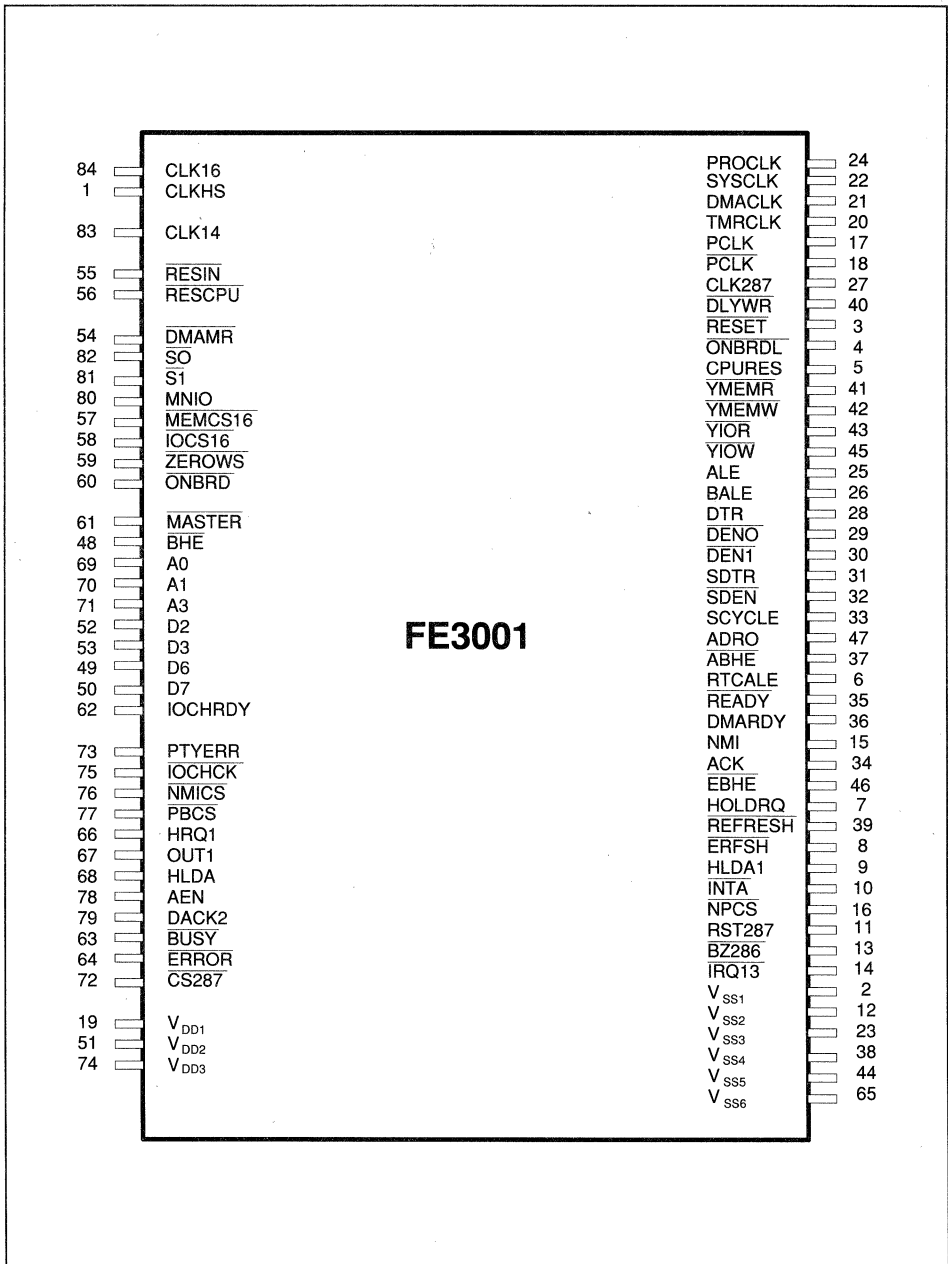 84 CLK16
1 CLKHS
83 CLK14
55 RESIN
56 RESCPU
54 DMAMR
82 SO
81 S1
80 MNIO
57 MEMCS16
58 IOCS16
59 ZEROWS
60 ONBRD
61 MASTER
48 BHE
69 A0
70 A1
71 A3
52 D2
53 D3
49 D6
50 D7
62 IOCHRDY
73 PTYERR
75 IOCHCK
76 NMICS
77 PBCS
66 HRQ1
67 OUT1
68 HLDA
78 AEN
79 DACK2
63 BUSY
64 ERROR
72 CS287
19 VDD1
51 VDD2
74 VDD3
FE3001
PROCLK 24
SYSCLK 22
DMACLK 21
TMRCLK 20
PCLK 17
PCLK 18
CLK287 27
DLYWR 40
RESET 3
ONBRDL 4
CPURES 5
YMEMR 41
YMEMW 42
YIOR 43
YIOW 45
ALE 25
BALE 26
DTR 28
DENO 29
DEN1 30
SDTR 31
SDEN 32
SCYCLE 33
ADRO 47
ABHE 37
RTCALE 6
READY 35
DMARDY 36
NMI 15
ACK 34
EBHE 46
HOLDRQ 7
REFRESH 39
ERFSH 8
HLDA1 9
INTA 10
NPCS 16
RST287 11
BZ286 13
IRQ13 14
VSS1 2
VSS2 12
VSS3 23
VSS4 38
VSS5 44
VSS6 65